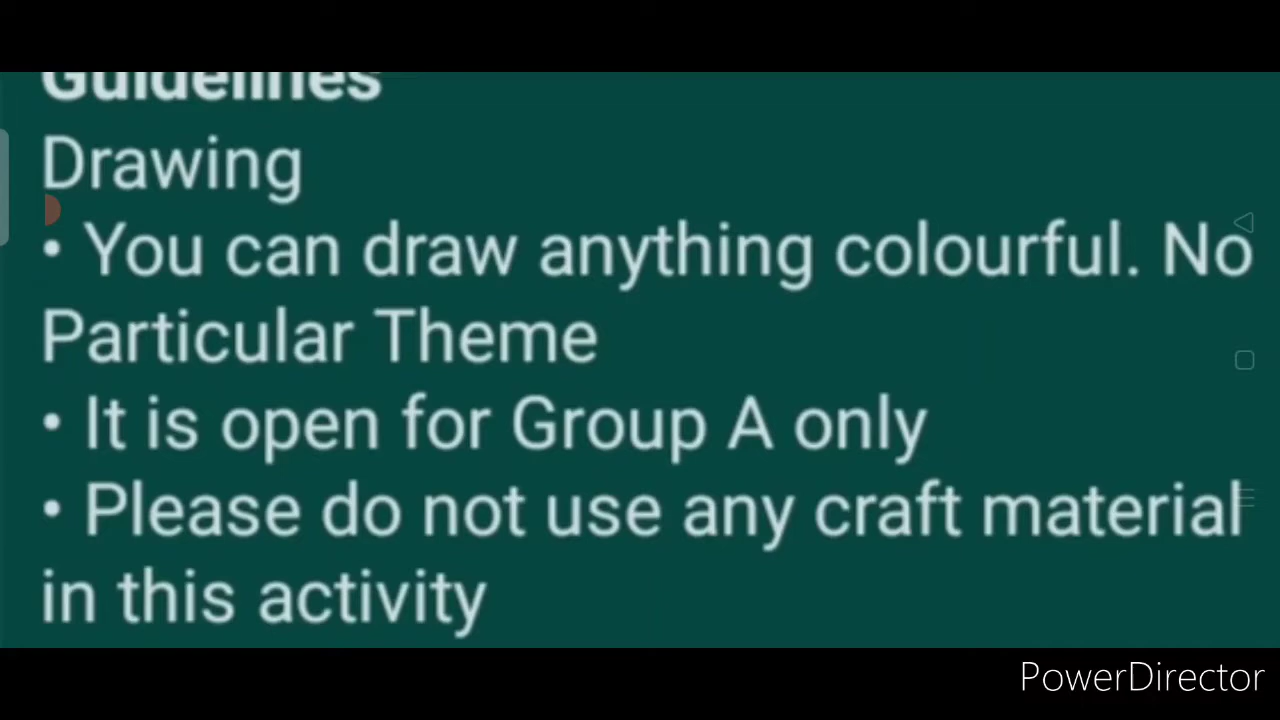 Guidelines
Drawing
• You can draw anything colourful. No
Particular Theme
• It is open for Group A only
• Please do not use any craft material
in this activity
PowerDirector